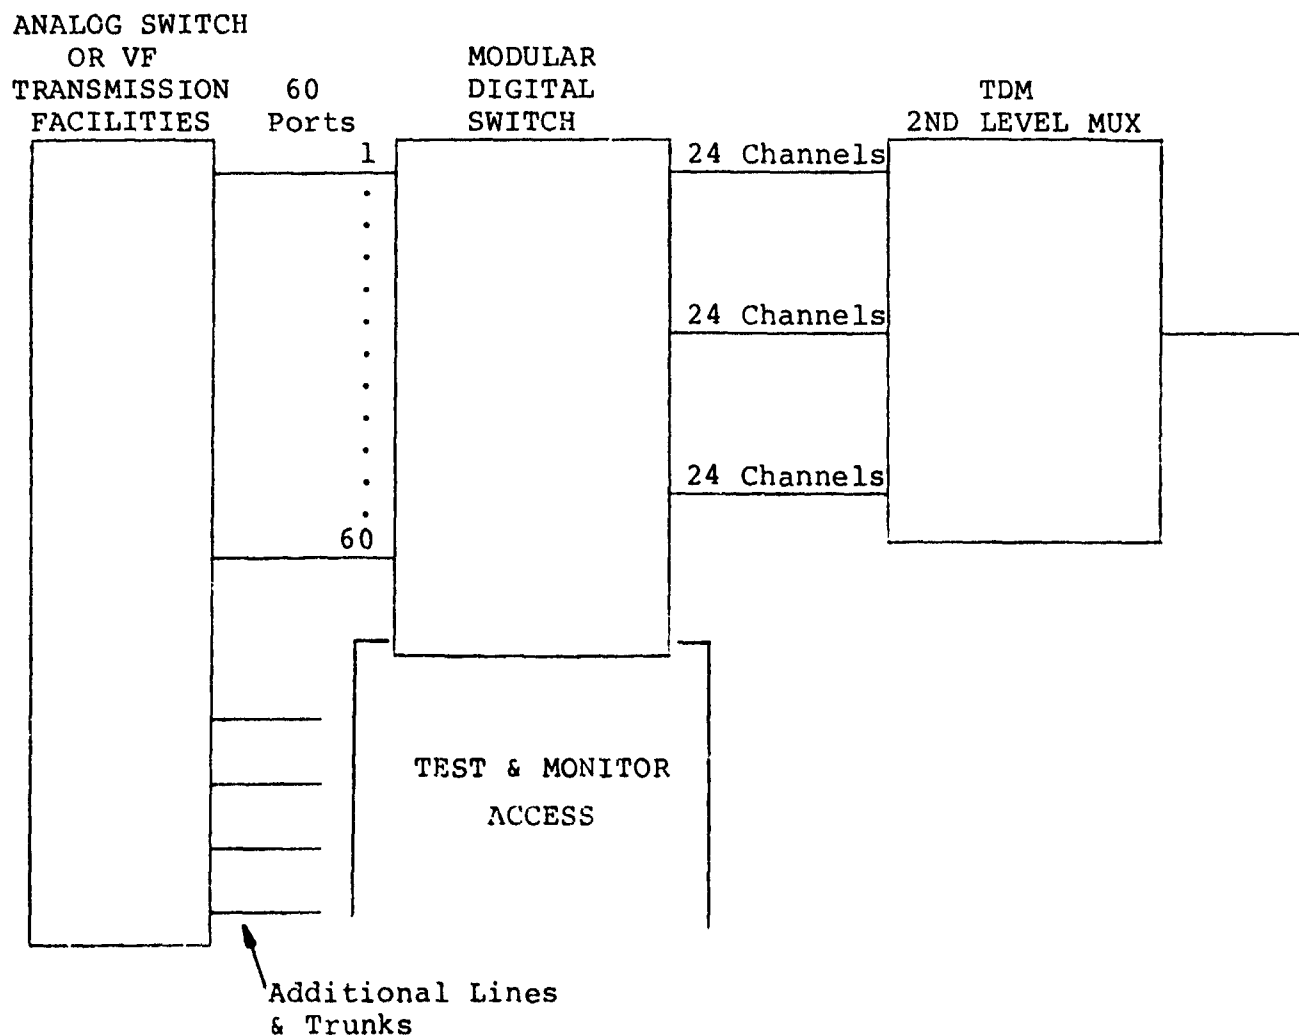 ANALOG SWITCH
OR VF
TRANSMISSION
FACILITIES
60
Ports
MODULAR
DIGITAL
SWITCH
TDM
2ND LEVEL MUX
1
60
24 Channels
24 Channels
24 Channels
TEST & MONITOR
ACCESS
Additional Lines
& Trunks